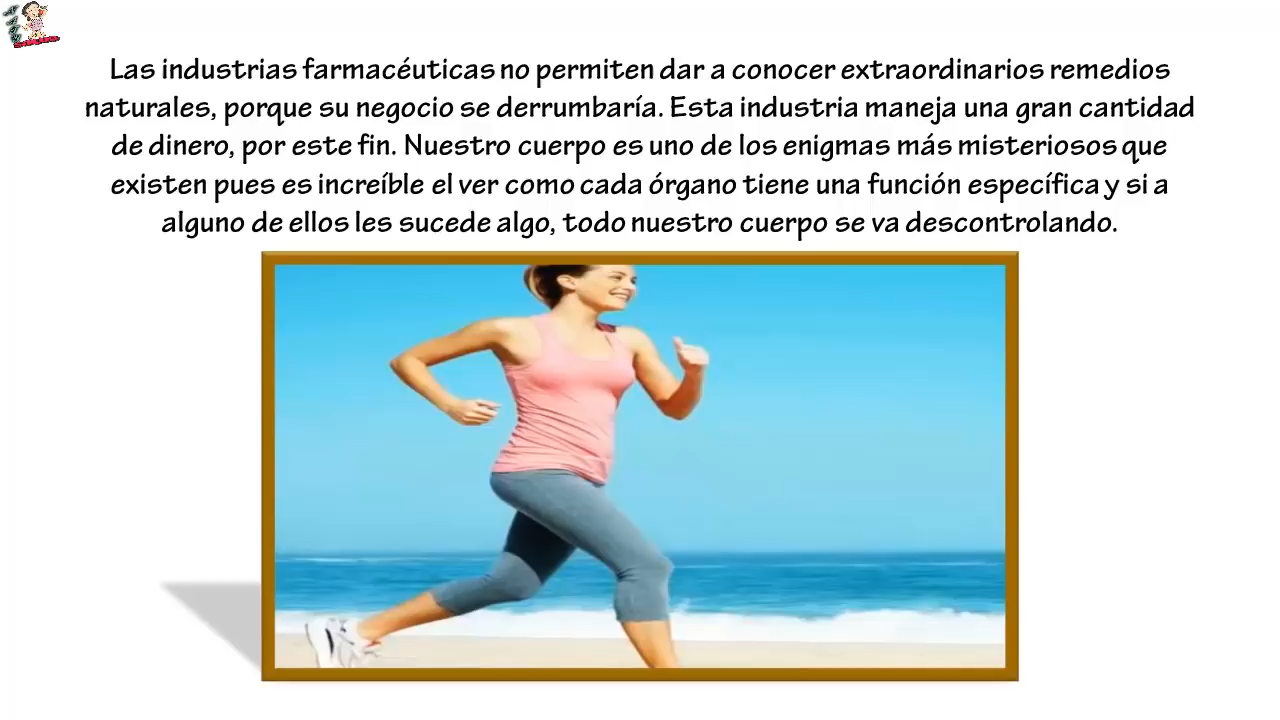 Las industrias farmacéuticas no permiten dar a conocer extraordinarios remedios
naturales, porque su negocio se derrumbaría. Esta industria maneja una gran cantidad
de dinero, por este fin. Nuestro cuerpo es uno de los enigmas más misteriosos que
existen pues es increíble el ver como cada órgano tiene una función específica y si a
alguno de ellos les sucede algo, todo nuestro cuerpo se va descontrolando.